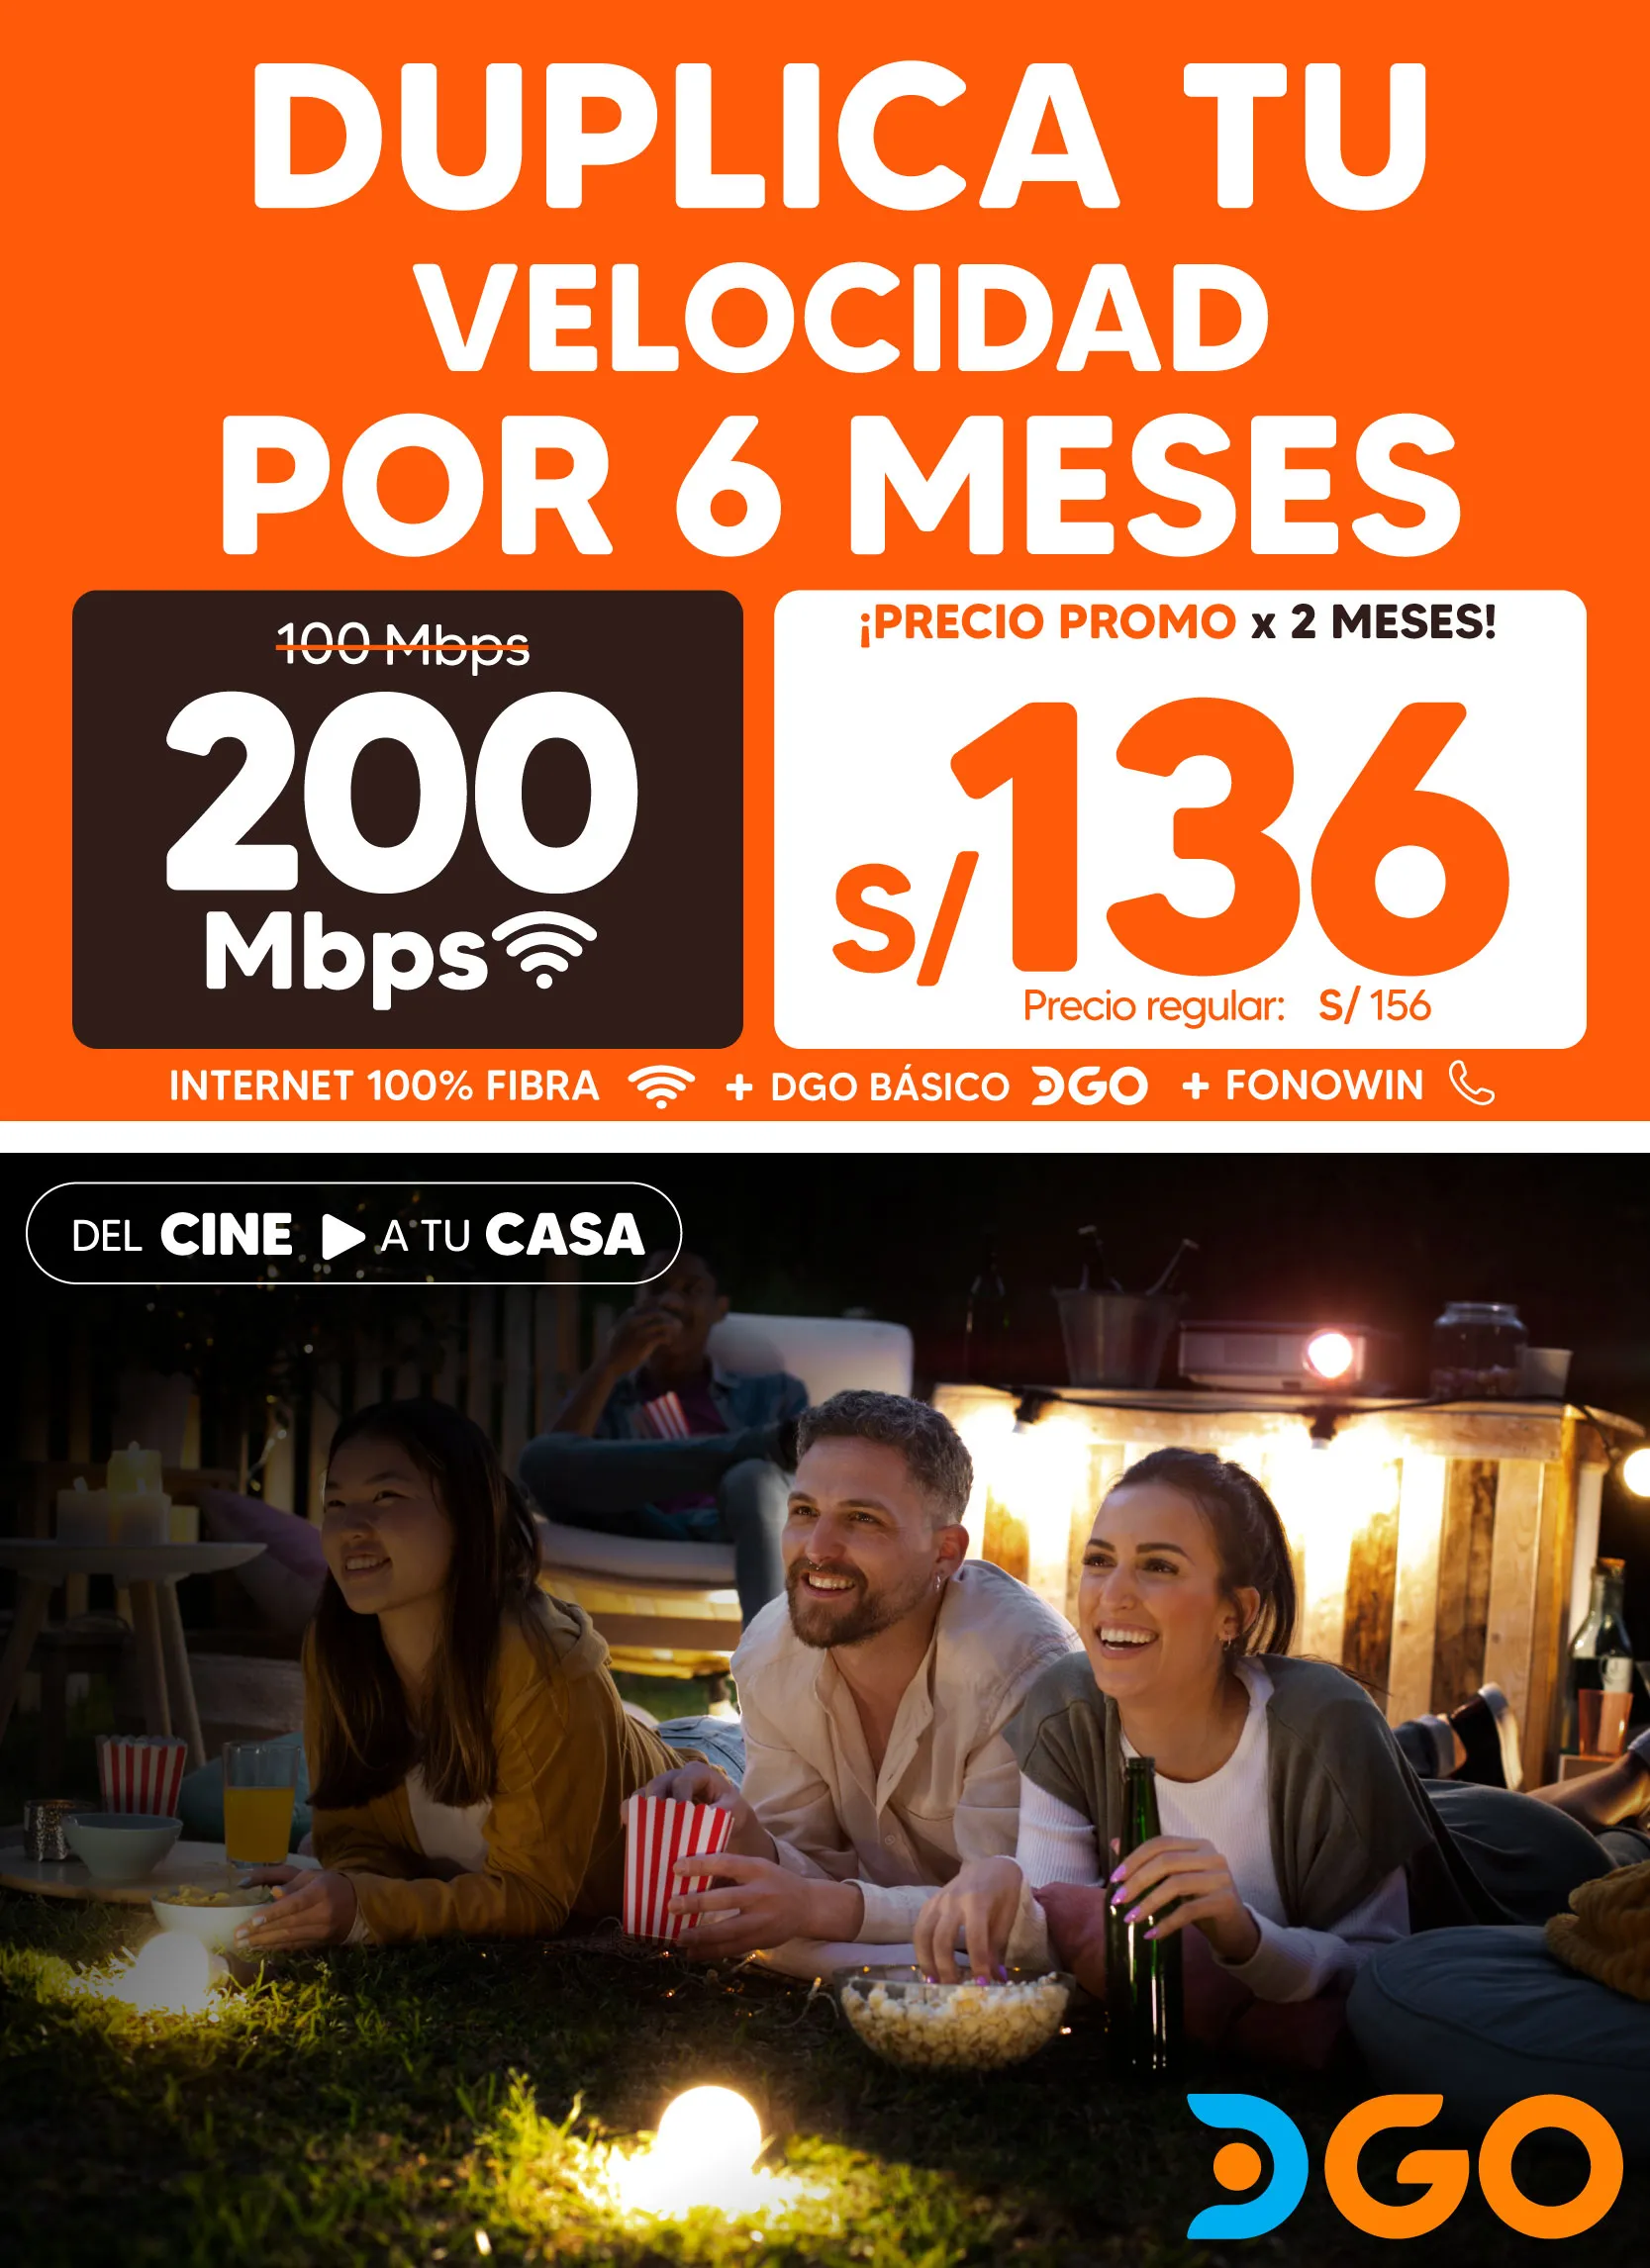 DUPLICA TU
VELOCIDAD
POR 6 MESES
100 Mbps
200
Mbps
¡PRECIO PROMO x 2 MESES!
S/136
Precio regular: S/ 156
INTERNET 100% FIBRA + DGO BÁSICO DGO + FONOWIN
DEL CINE A TU CASA
DGO